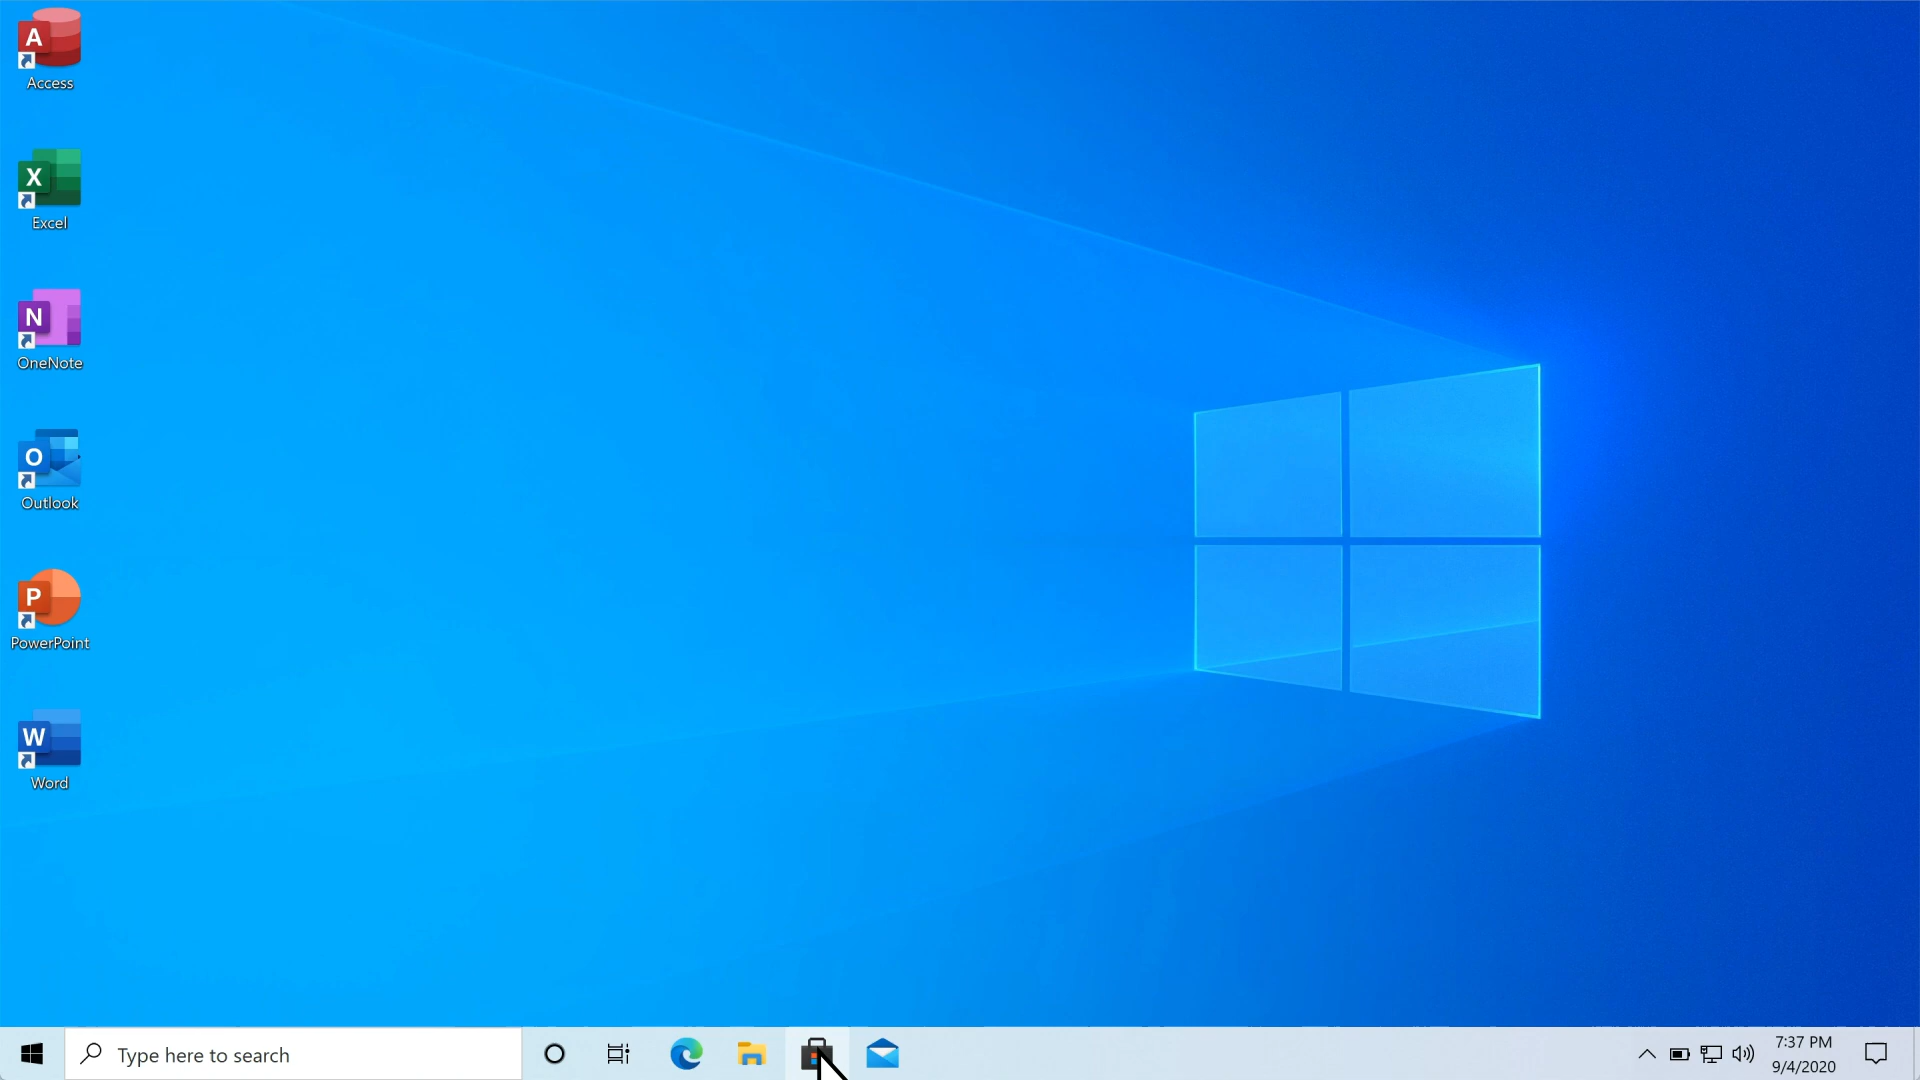 A
Access
X
Excel
N
OneNote
O
Outlook
P
PowerPoint
W
Word
Type here to search
7:37 PM
9/4/2020